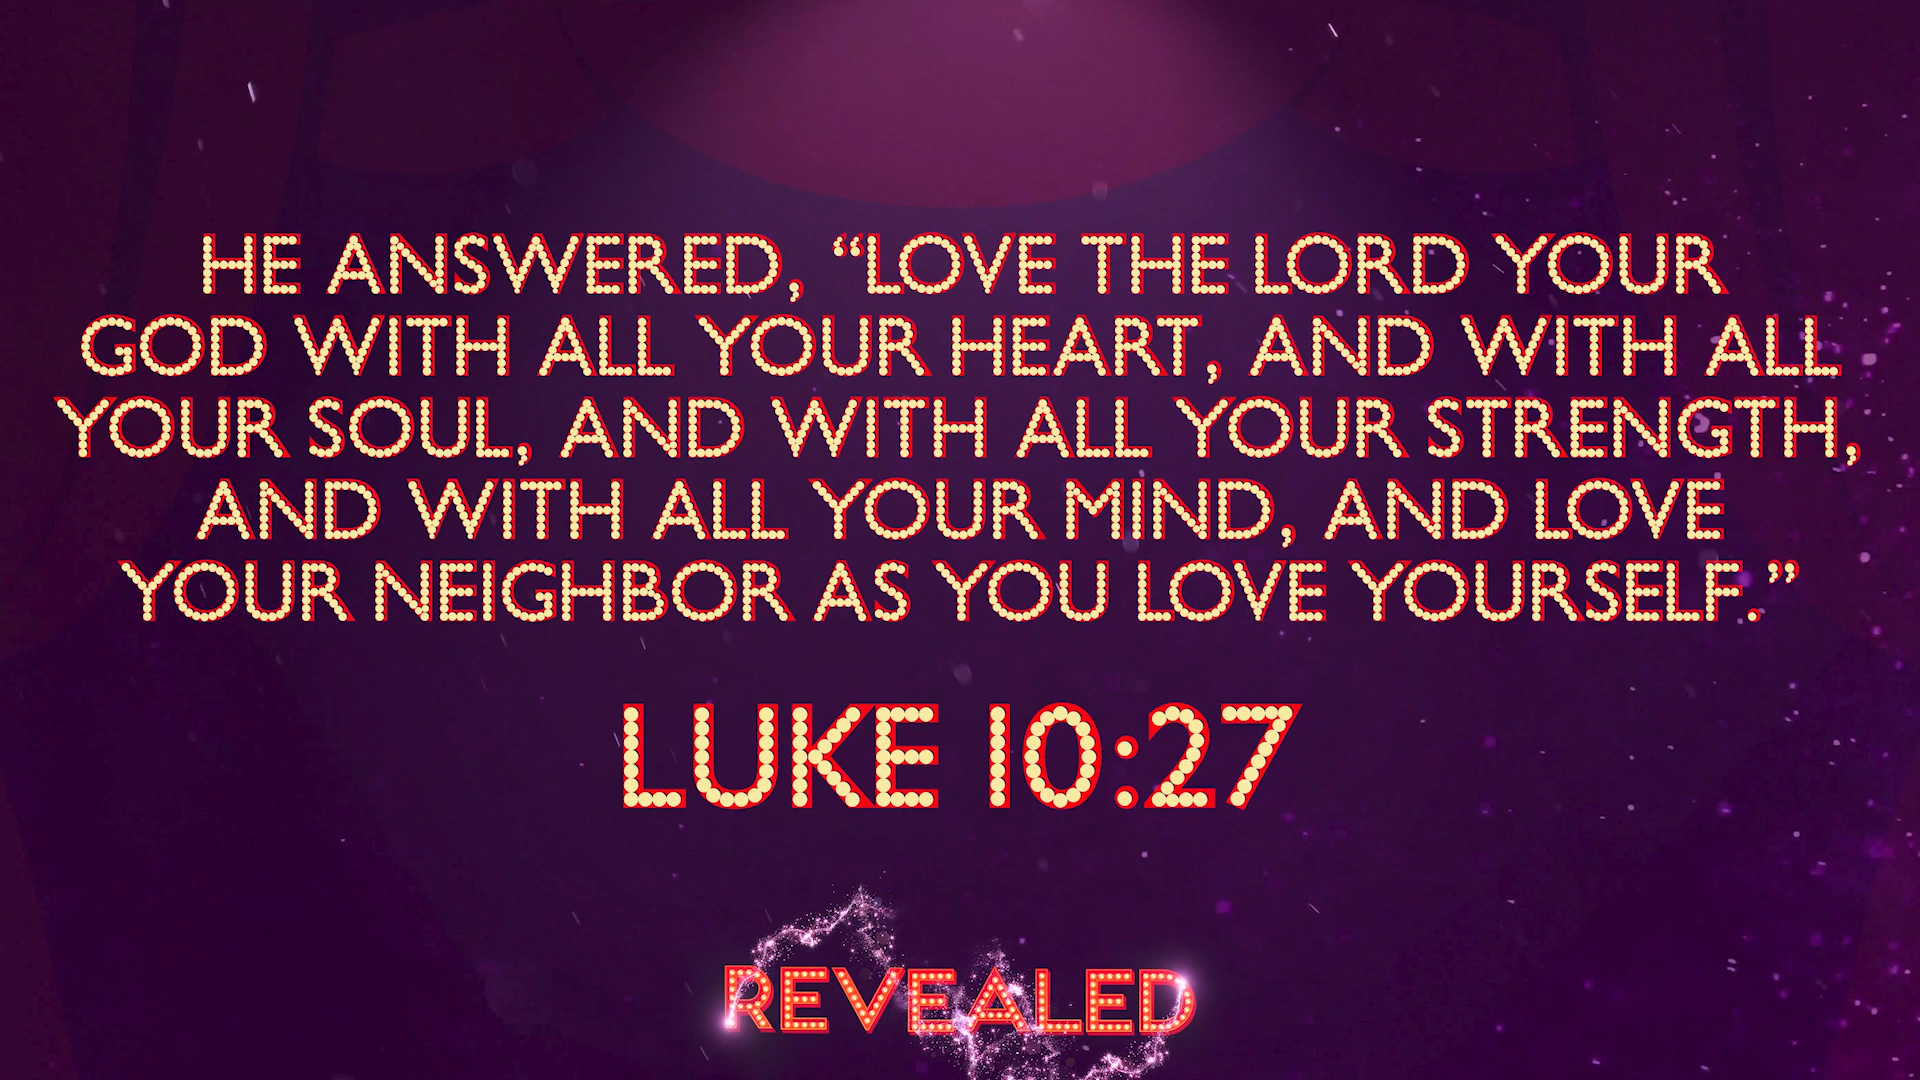 HE ANSWERED, “LOVE THE LORD YOUR
GOD WITH ALL YOUR HEART, AND WITH ALL
YOUR SOUL, AND WITH ALL YOUR STRENGTH,
AND WITH ALL YOUR MIND, AND LOVE
YOUR NEIGHBOR AS YOU LOVE YOURSELF.”
LUKE 10:27
REVEALED